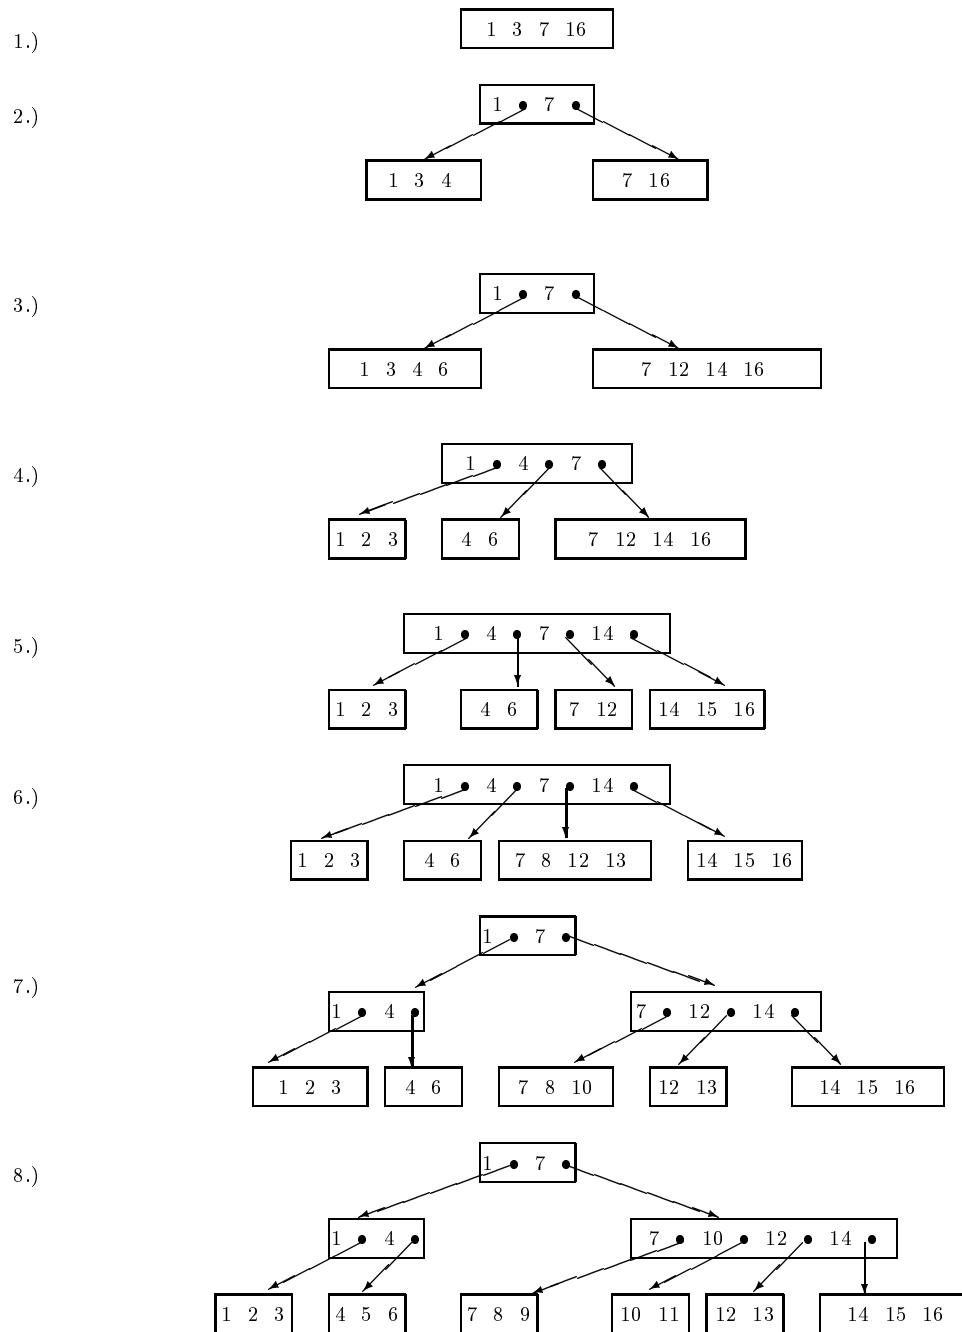 1.)
1 3 7 16
2.)
1 • 7 •
1 3 4
7 16
3.)
1 • 7 •
1 3 4 6
7 12 14 16
4.)
1 • 4 • 7 •
1 2 3
4 6
7 12 14 16
5.)
1 • 4 • 7 • 14 •
1 2 3
4 6
7 12
14 15 16
6.)
1 • 4 • 7 • 14 •
1 2 3
4 6
7 8 12 13
14 15 16
7.)
1 • 7 •
1 • 4 •
7 • 12 • 14 •
1 2 3
4 6
7 8 10
12 13
14 15 16
8.)
1 • 7 •
1 • 4 •
7 • 10 • 12 • 14 •
1 2 3
4 5 6
7 8 9
10 11
12 13
14 15 16